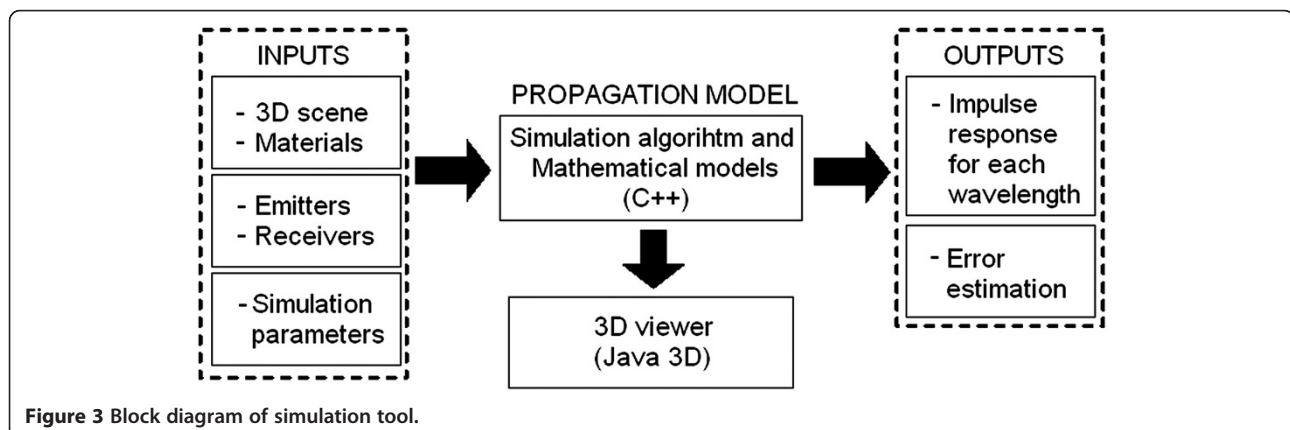 INPUTS
- 3D scene
- Materials
- Emitters
- Receivers
- Simulation
parameters
PROPAGATION MODEL
Simulation algorihtm and
Mathematical models
(C++)
3D viewer
(Java 3D)
OUTPUTS
- Impulse
response
for each
wavelength
- Error
estimation
Figure 3 Block diagram of simulation tool.